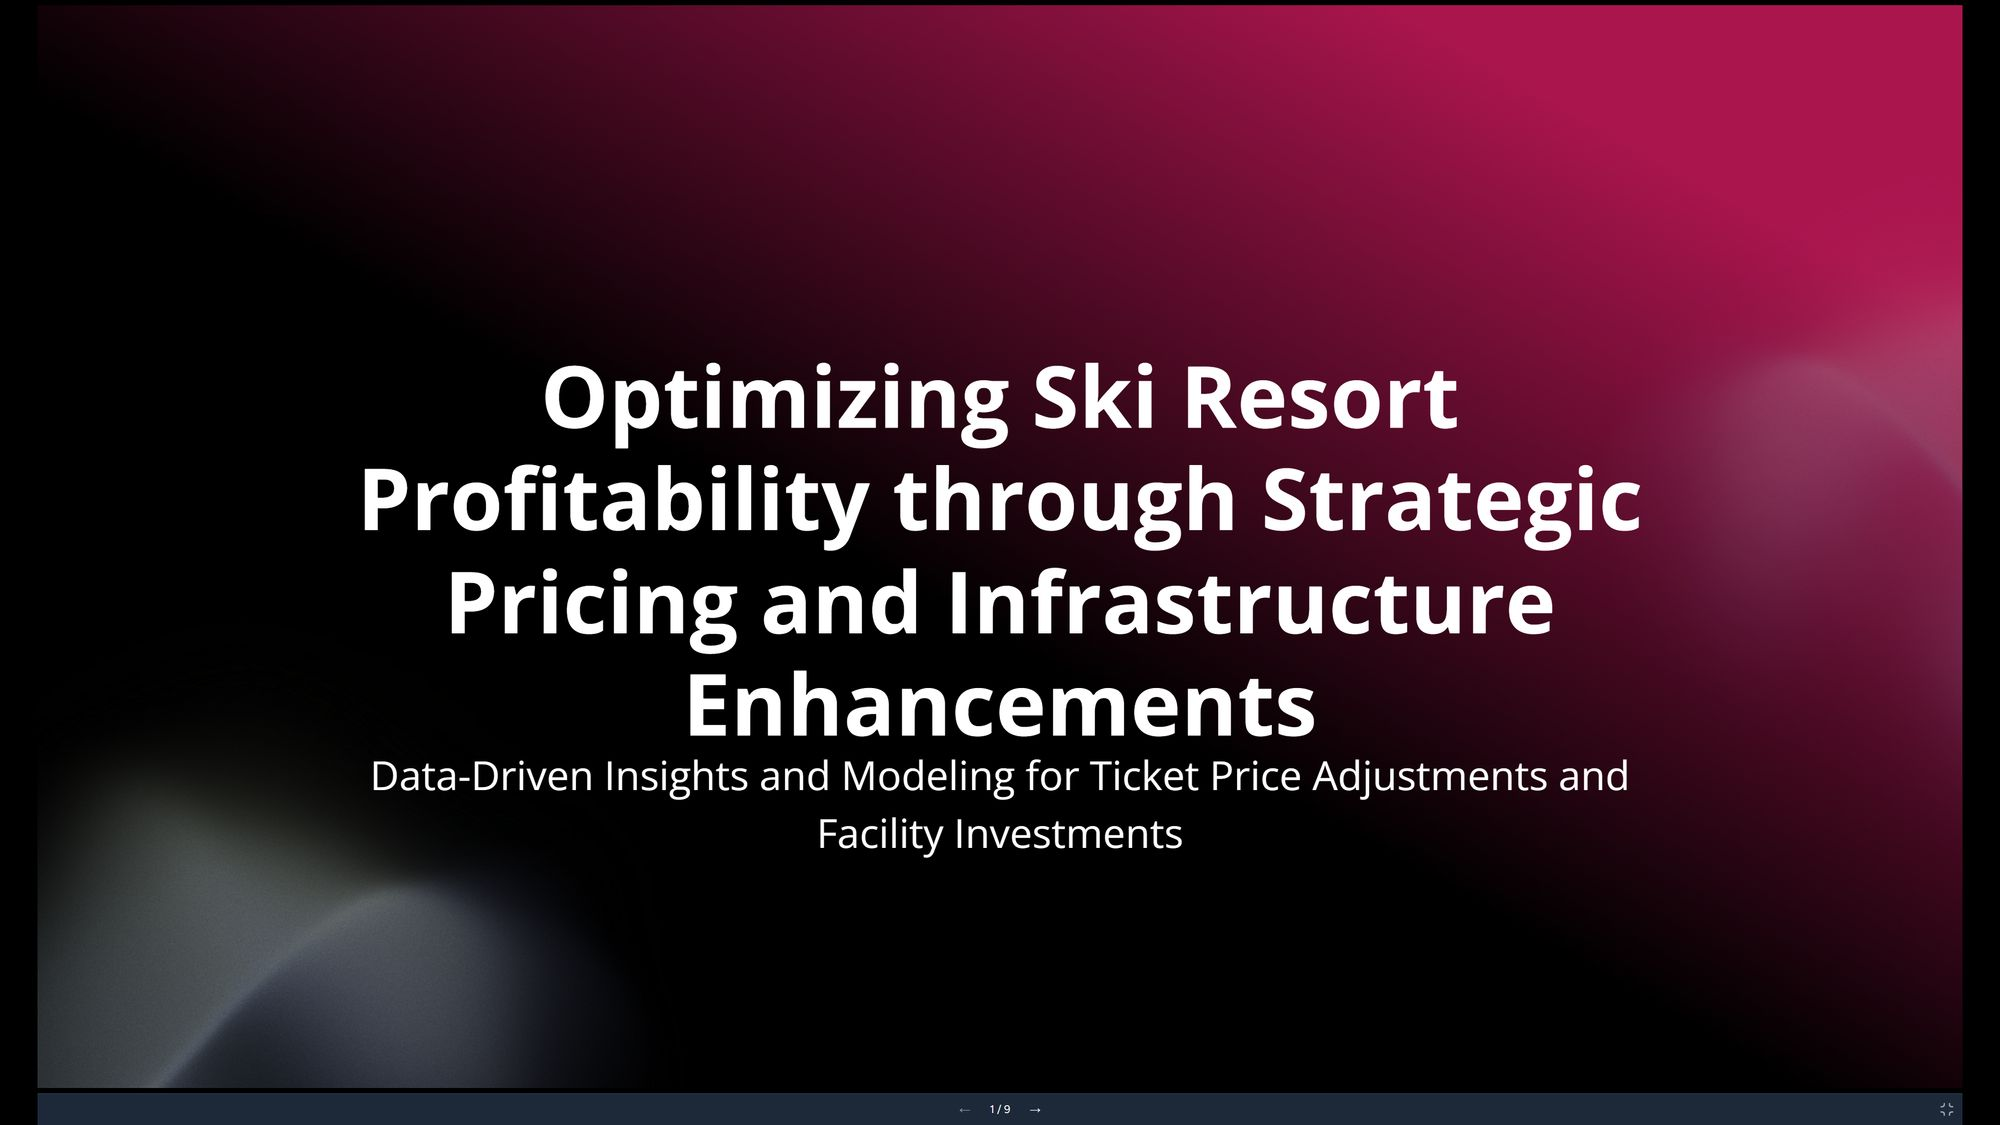 Optimizing Ski Resort
Profitability through Strategic
Pricing and Infrastructure
Enhancements
Data-Driven Insights and Modeling for Ticket Price Adjustments and
Facility Investments
← 1 / 9 →